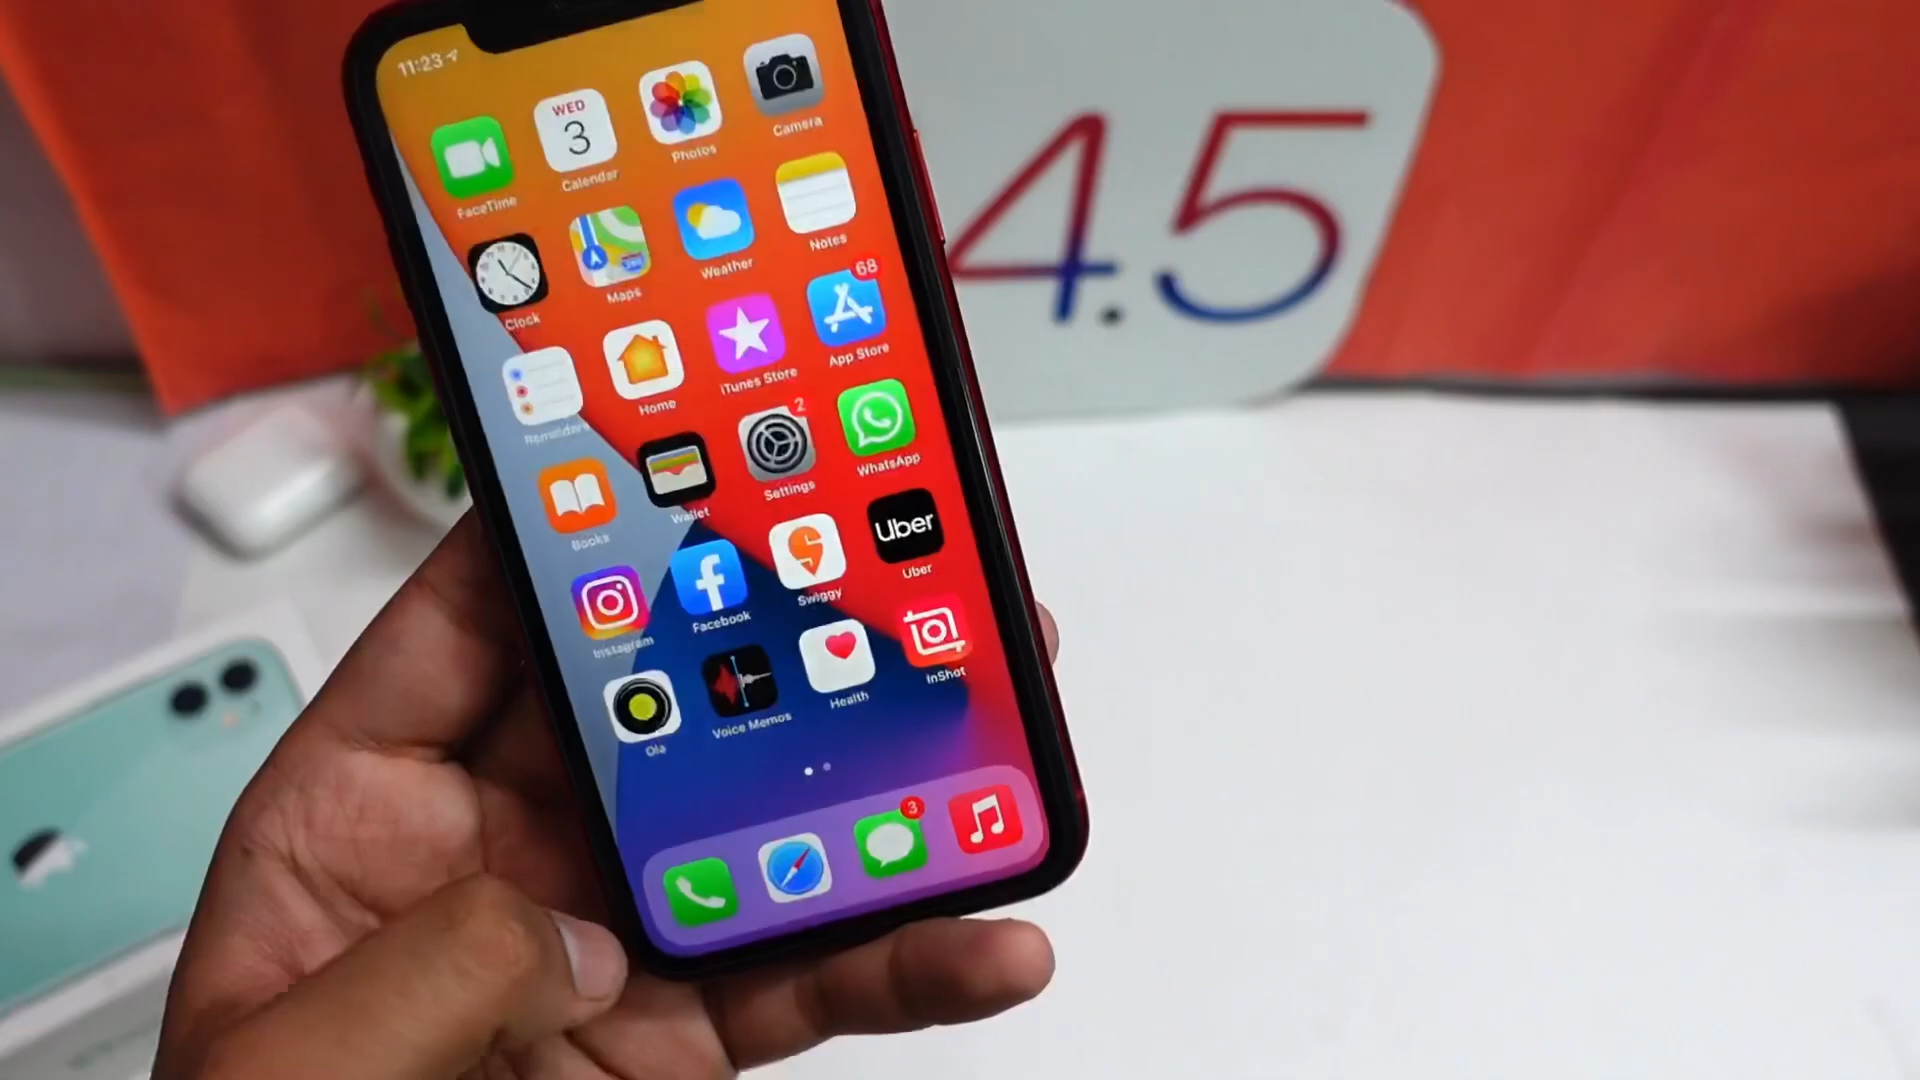 11:23
4.5
WED
3
FaceTime
Calendar
Photos
Camera
Clock
Maps
Weather
Notes
68
Reminders
Home
iTunes Store
App Store
2
Books
Wallet
Settings
WhatsApp
Uber
Instagram
Facebook
Swiggy
Uber
Ola
Voice Memos
Health
InShot
3